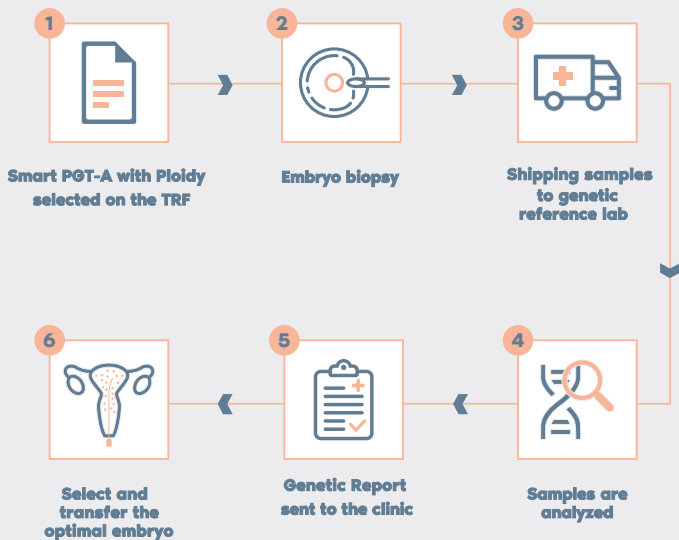 1
Smart PGT-A with Ploidy
selected on the TRF
2
Embryo biopsy
3
Shipping samples
to genetic
reference lab
4
Samples are
analyzed
5
Genetic Report
sent to the clinic
6
Select and
transfer the
optimal embryo